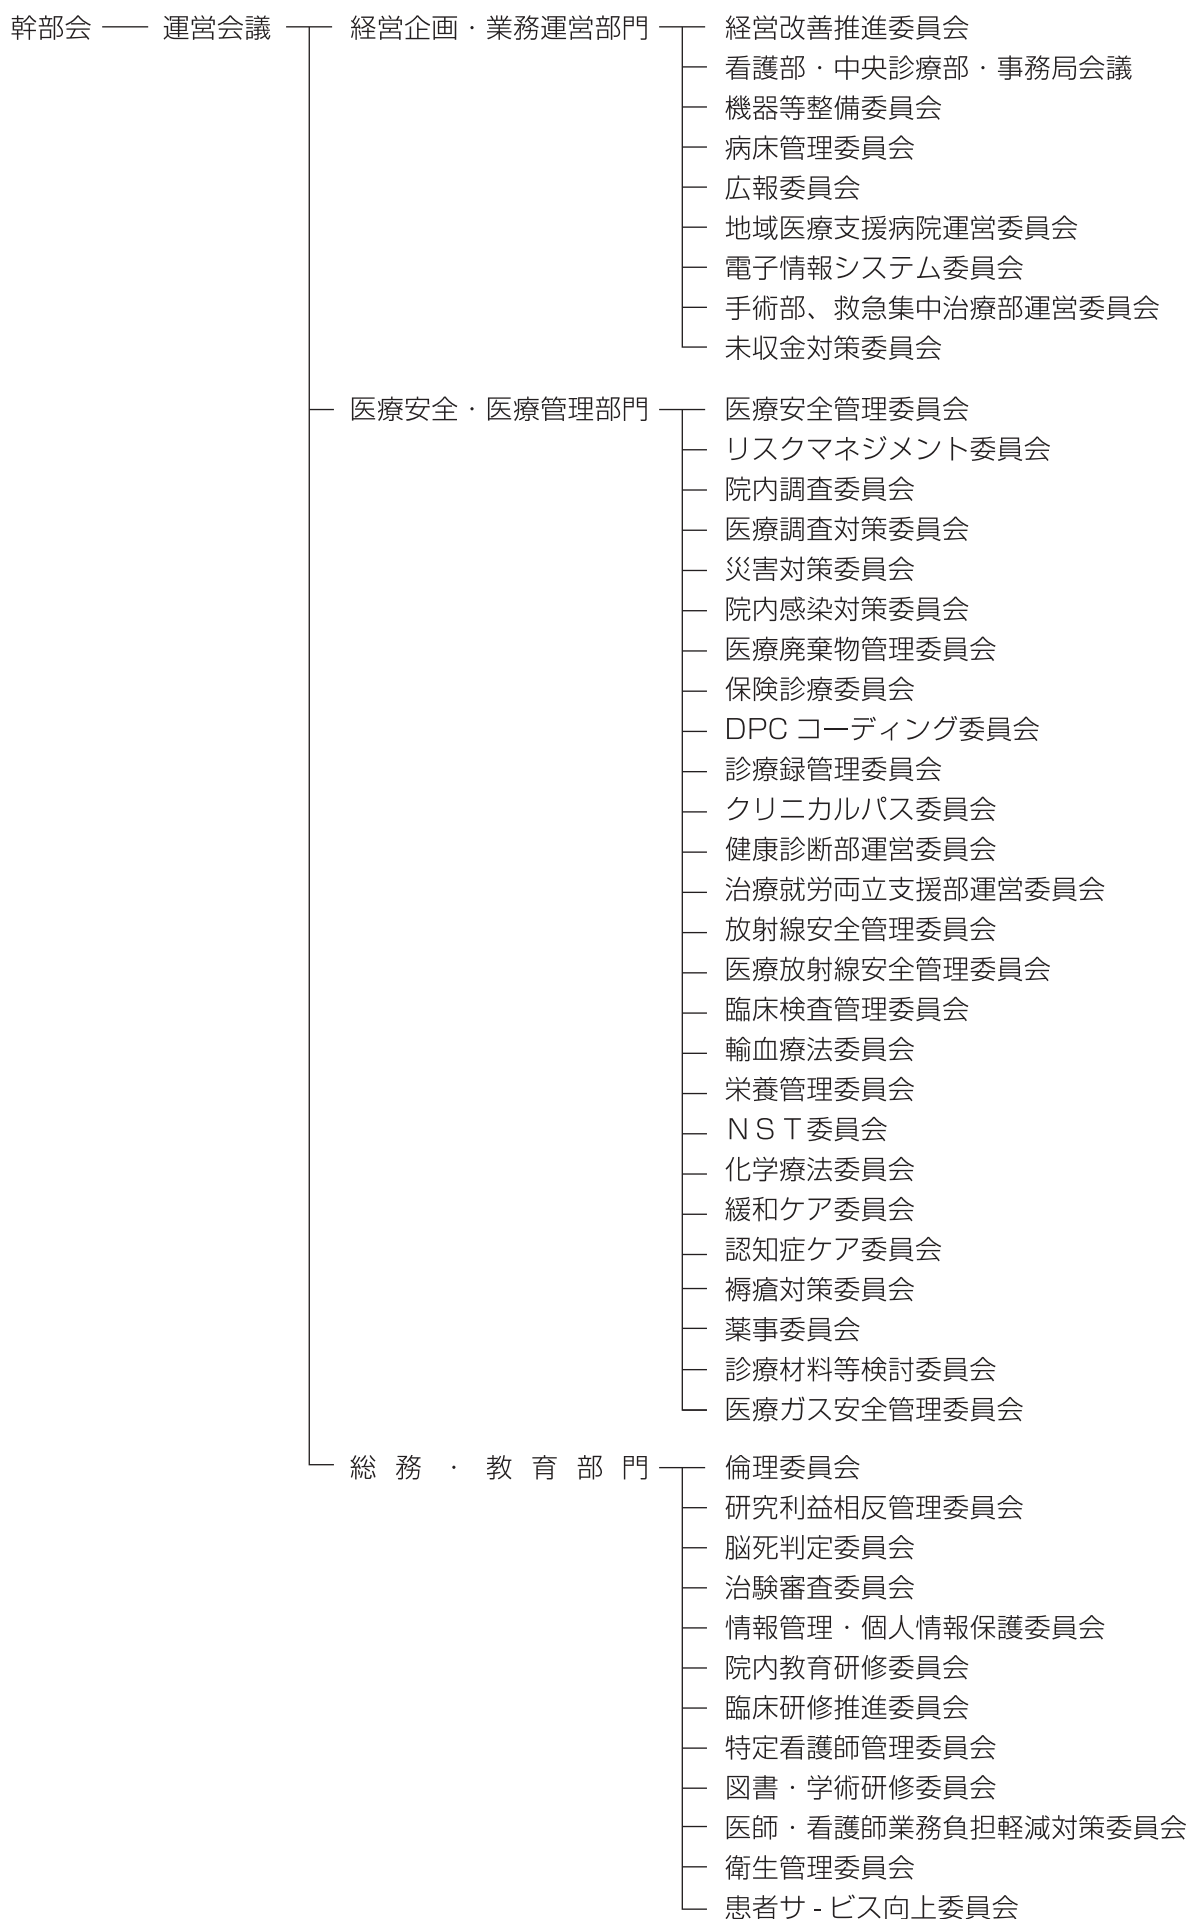 幹部会 運営会議 経営企画・業務運営部門 経営改善推進委員会
看護部・中央診療部・事務局会議
機器等整備委員会
病床管理委員会
広報委員会
地域医療支援病院運営委員会
電子情報システム委員会
手術部、救急集中治療部運営委員会
未収金対策委員会
医療安全・医療管理部門 医療安全管理委員会
リスクマネジメント委員会
院内調査委員会
医療調査対策委員会
災害対策委員会
院内感染対策委員会
医療廃棄物管理委員会
保険診療委員会
DPC コーディング委員会
診療録管理委員会
クリニカルパス委員会
健康診断部運営委員会
治療就労両立支援部運営委員会
放射線安全管理委員会
医療放射線安全管理委員会
臨床検査管理委員会
輸血療法委員会
栄養管理委員会
ＮＳＴ委員会
化学療法委員会
緩和ケア委員会
認知症ケア委員会
褥瘡対策委員会
薬事委員会
診療材料等検討委員会
医療ガス安全管理委員会
総務・教育部門 倫理委員会
研究利益相反管理委員会
脳死判定委員会
治験審査委員会
情報管理・個人情報保護委員会
院内教育研修委員会
臨床研修推進委員会
特定看護師管理委員会
図書・学術研修委員会
医師・看護師業務負担軽減対策委員会
衛生管理委員会
患者サ - ビス向上委員会